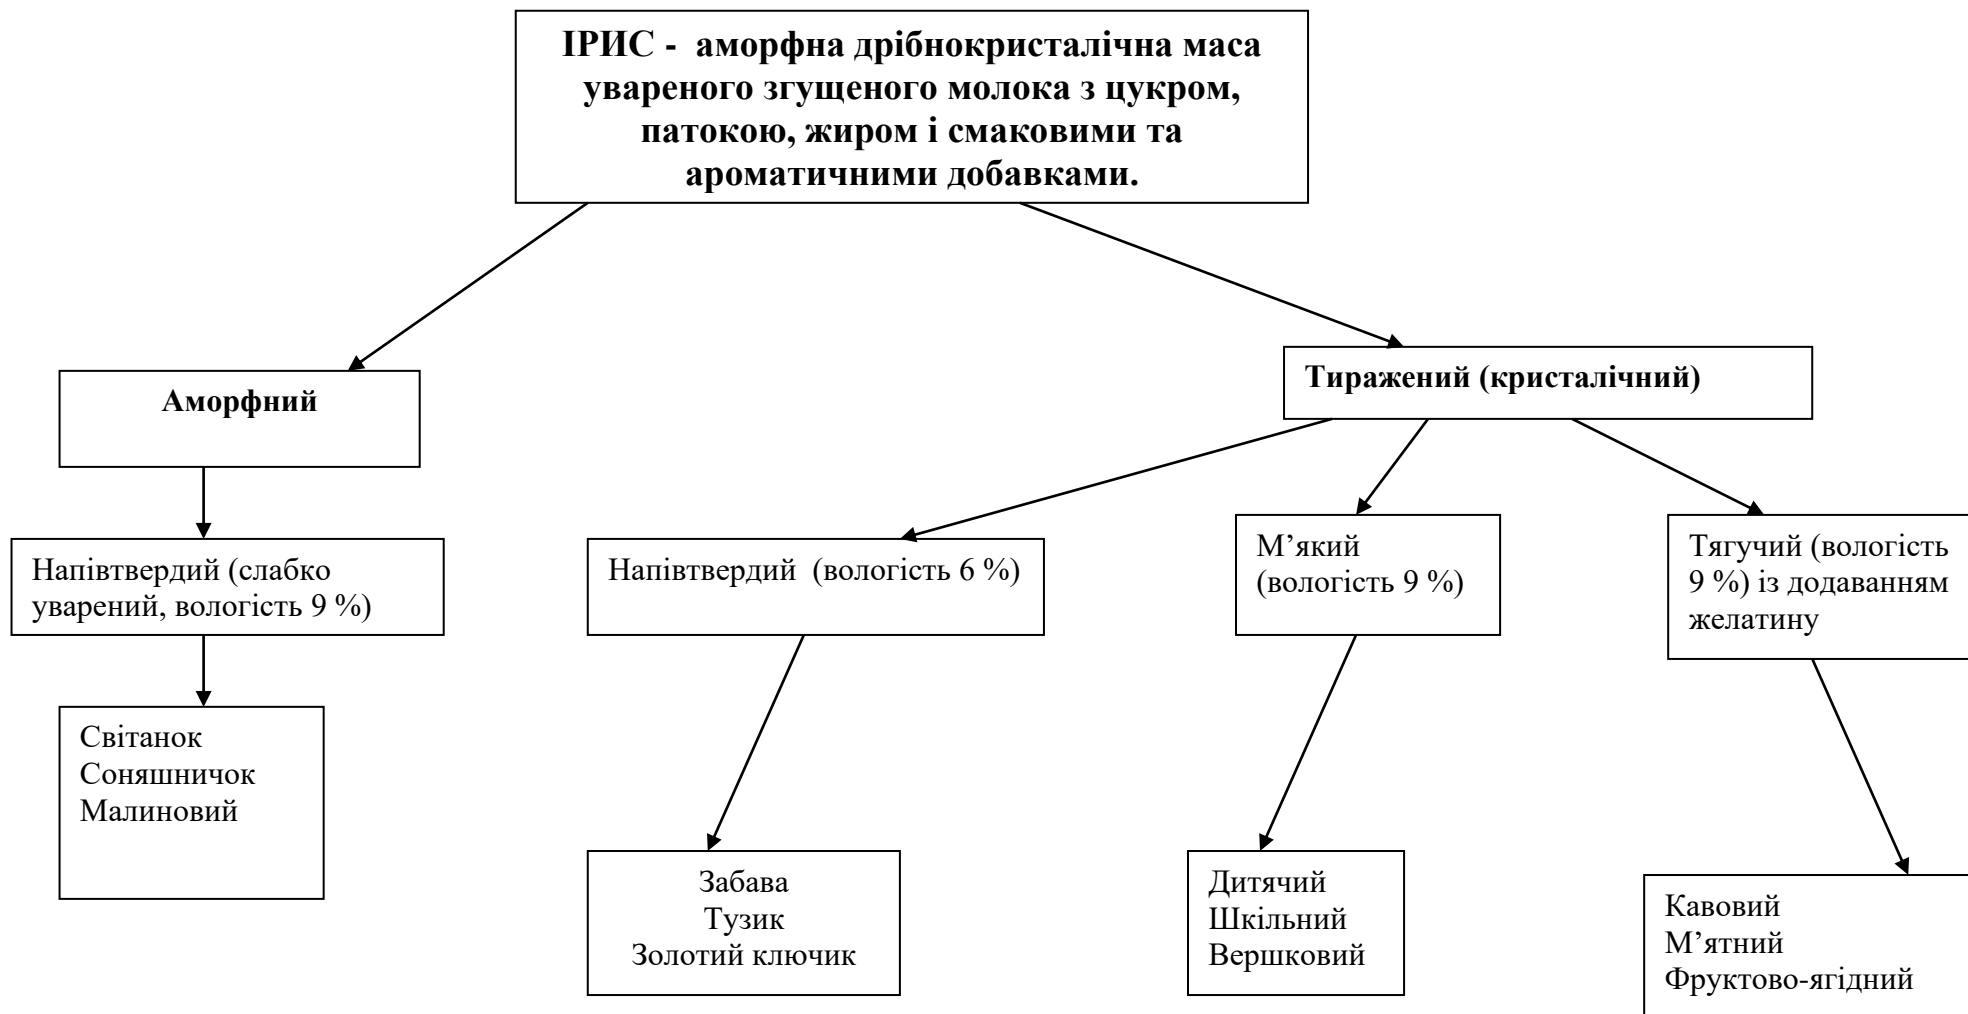 ІРИС - аморфна дрібнокристалічна маса
увареного згущеного молока з цукром,
патокою, жиром і смаковими та
ароматичними добавками.
Аморфний
Тиражений (кристалічний)
Напівтвердий (слабко
уварений, вологість 9 %)
Напівтвердий (вологість 6 %)
М’який
(вологість 9 %)
Тягучий (вологість
9 %) із додаванням
желатину
Світанок
Соняшничок
Малиновий
Забава
Тузик
Золотий ключик
Дитячий
Шкільний
Вершковий
Кавовий
М’ятний
Фруктово-ягідний